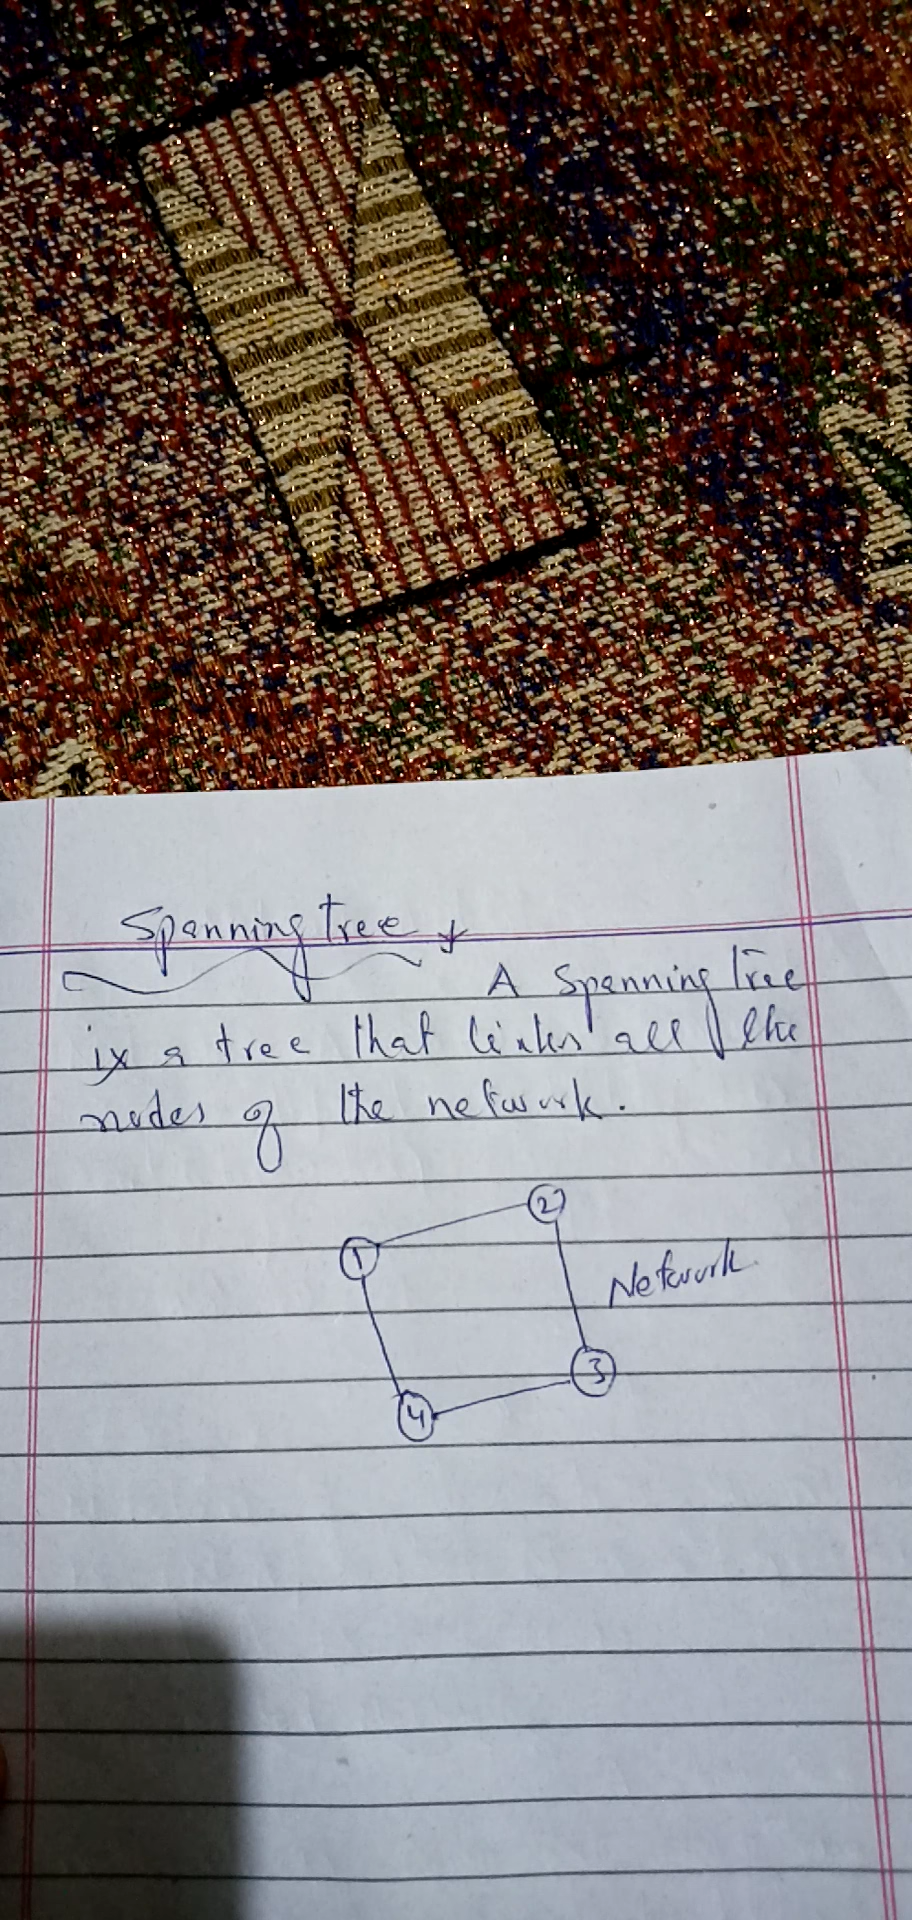 Spanning tree
A Spanning Tree
is a tree that links all the
nodes of the network.
2
1
Network
3
4